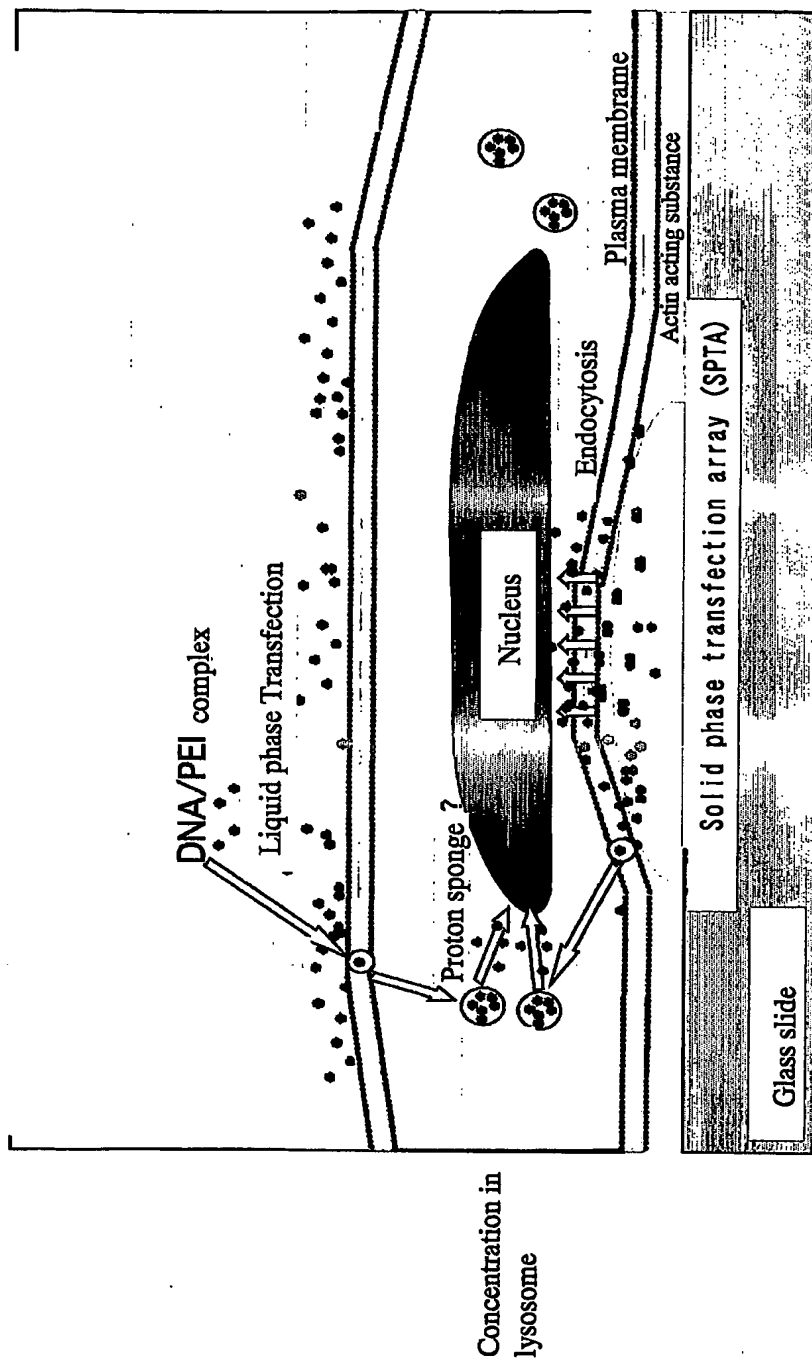 DNA/PEI complex
Liquid phase Transfection
Proton sponge ?
Concentration in
lysosome
Nucleus
Endocytosis
Plasma membrame
Actin acting substance
Solid phase transfection array (SPTA)
Glass slide